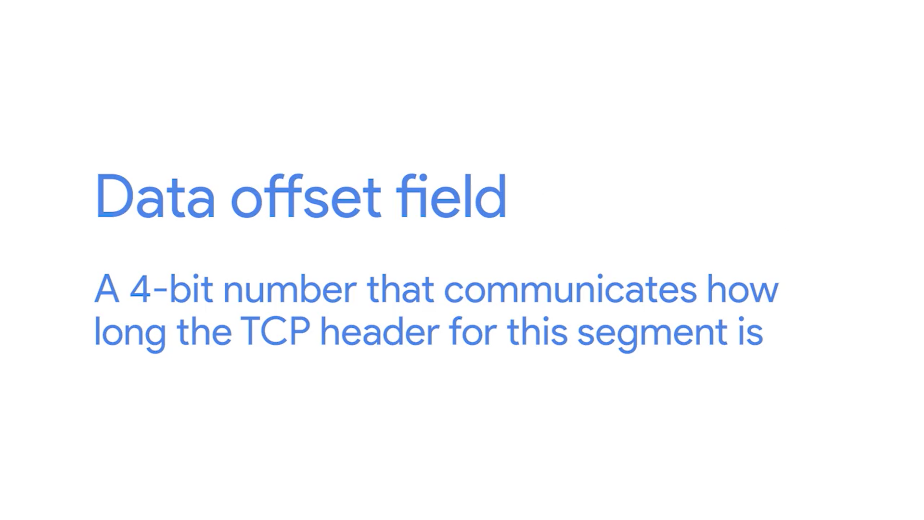 Data offset field
A 4-bit number that communicates how
long the TCP header for this segment is